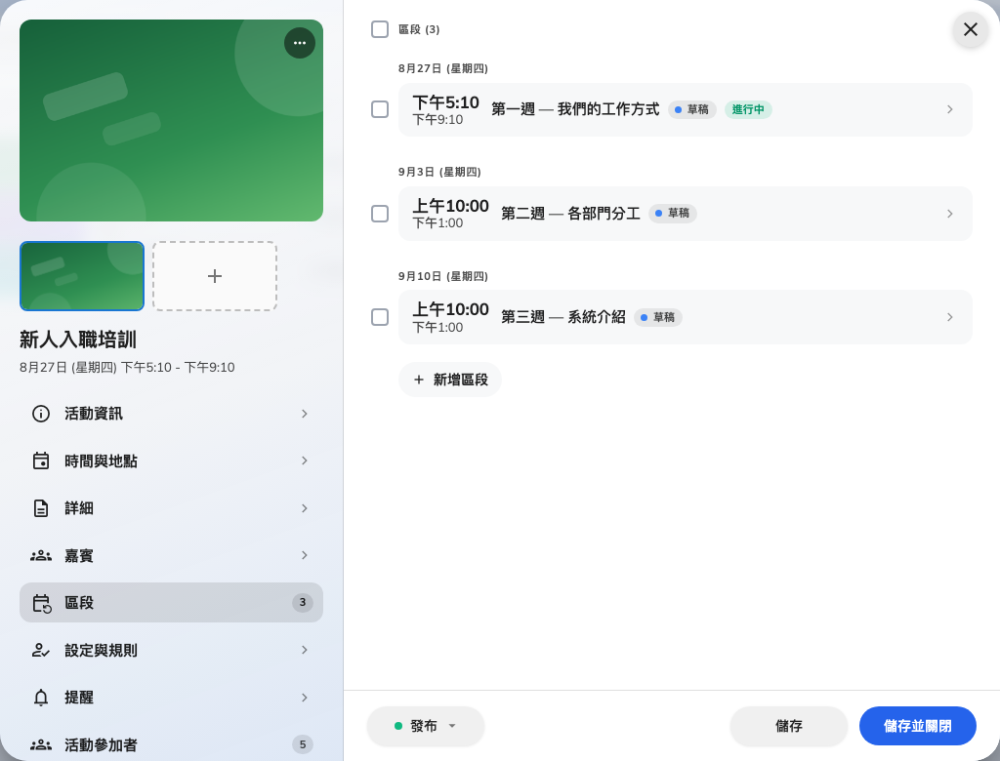 新人入職培訓
8月27日 (星期四) 下午5:10 - 下午9:10
活動資訊
時間與地點
詳細
嘉賓
區段 3
設定與規則
提醒
活動參加者 5
區段 (3)
8月27日 (星期四)
下午5:10 第一週 — 我們的工作方式 草稿 進行中
下午9:10
9月3日 (星期四)
上午10:00 第二週 — 各部門分工 草稿
下午1:00
9月10日 (星期四)
上午10:00 第三週 — 系統介紹 草稿
下午1:00
+ 新增區段
發布
儲存
儲存並關閉